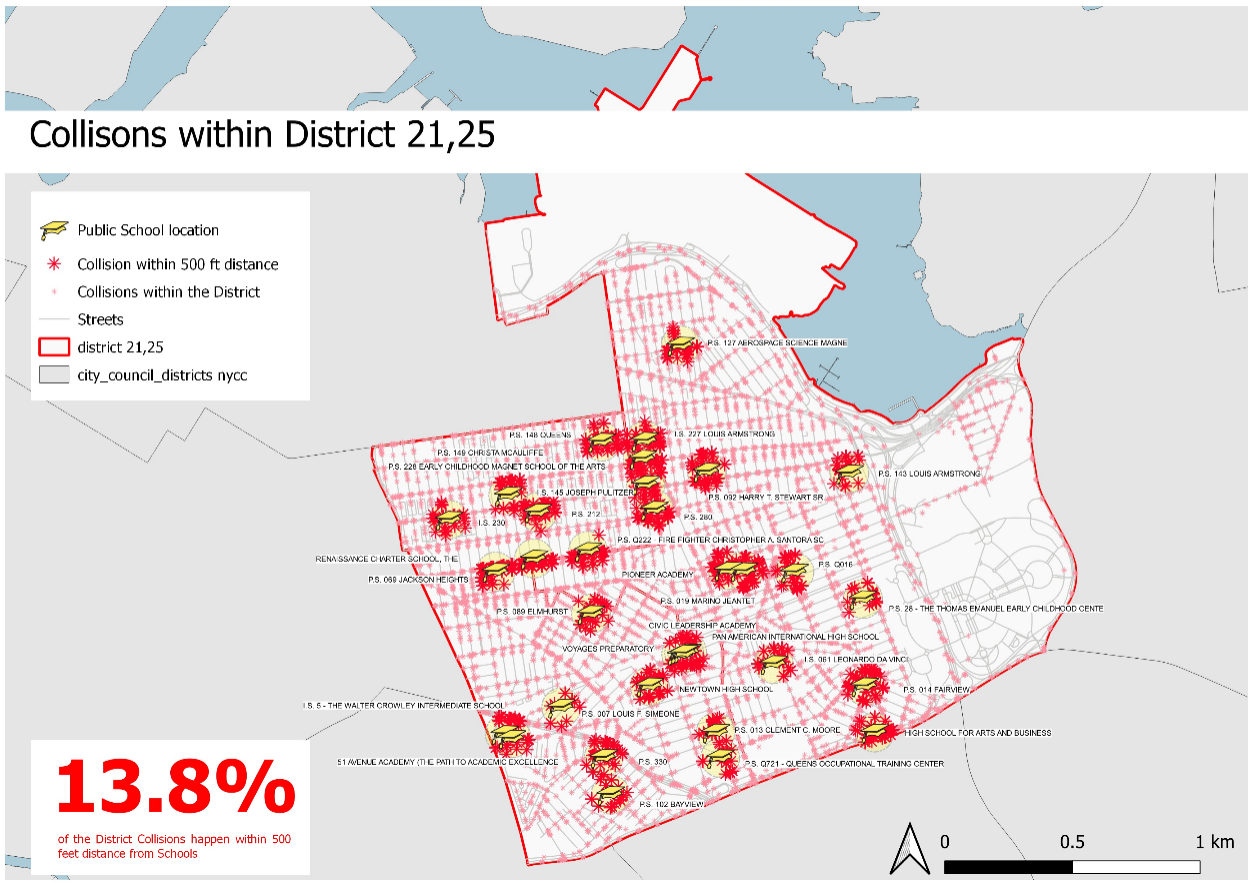 Collisons within District 21,25
Public School location
Collision within 500 ft distance
Collisions within the District
Streets
district 21,25
city_council_districts nycc
P.S. 127 AEROSPACE SCIENCE MAGNE
P.S. 148 QUEENS
I.S. 227 LOUIS ARMSTRONG
P.S. 149 CHRISTA MCAULIFFE
P.S. 228 EARLY CHILDHOOD MAGNET SCHOOL OF THE ARTS
P.S. 143 LOUIS ARMSTRONG
I.S. 145 JOSEPH PULITZER
P.S. 092 HARRY T. STEWART SR.
P.S. 212
P.S. 280
I.S. 230
P.S. Q222 - FIRE FIGHTER CHRISTOPHER A. SANTORA SC
RENAISSANCE CHARTER SCHOOL, THE
P.S. Q016
PIONEER ACADEMY
P.S. 069 JACKSON HEIGHTS
P.S. 019 MARINO JEANTET
P.S. 28 - THE THOMAS EMANUEL EARLY CHILDHOOD CENTE
P.S. 089 ELMHURST
CIVIC LEADERSHIP ACADEMY
PAN AMERICAN INTERNATIONAL HIGH SCHOOL
VOYAGES PREPARATORY
I.S. 061 LEONARDO DA VINCI
NEWTOWN HIGH SCHOOL
P.S. 014 FAIRVIEW
I.S. 5 - THE WALTER CROWLEY INTERMEDIATE SCHOOL
P.S. 007 LOUIS F. SIMEONE
P.S. 013 CLEMENT C. MOORE
HIGH SCHOOL FOR ARTS AND BUSINESS
51 AVENUE ACADEMY (THE PATH TO ACADEMIC EXCELLENCE
P.S. 330
P.S. Q721 - QUEENS OCCUPATIONAL TRAINING CENTER
P.S. 102 BAYVIEW
13.8%
of the District Collisions happen within 500
feet distance from Schools
0 0.5 1 km